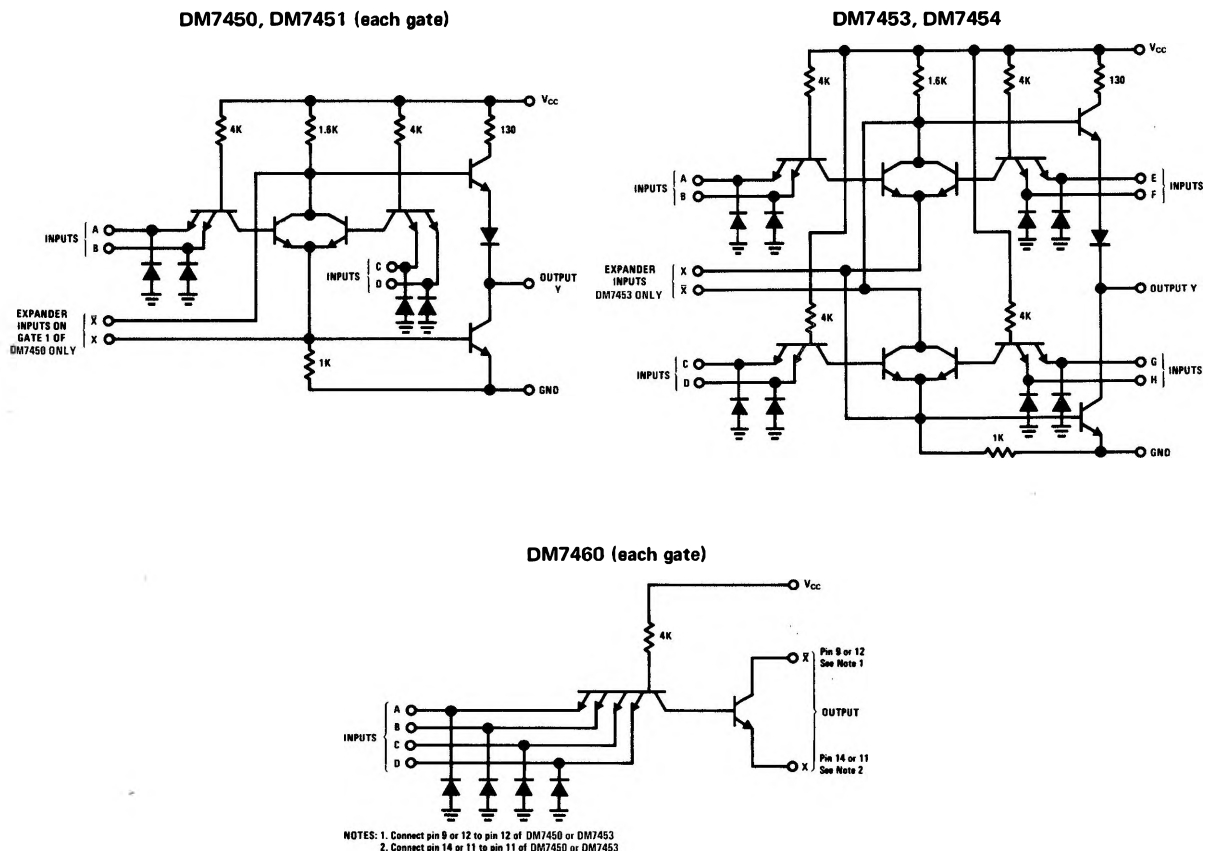 DM7450, DM7451 (each gate)
VCC
4K
1.6K
4K
130
INPUTS
A
B
INPUTS
C
D
OUTPUT
Y
EXPANDER
INPUTS ON
GATE 1 OF
DM7450 ONLY
X̅
X
1K
GND
DM7453, DM7454
VCC
4K
1.6K
4K
130
INPUTS
A
B
E
F
INPUTS
EXPANDER
INPUTS
DM7453 ONLY
X
X̅
OUTPUT Y
4K
4K
INPUTS
C
D
G
H
INPUTS
1K
GND
DM7460 (each gate)
VCC
4K
X̅
Pin 9 or 12
See Note 1
OUTPUT
INPUTS
A
B
C
D
X
Pin 14 or 11
See Note 2
NOTES: 1. Connect pin 9 or 12 to pin 12 of DM7450 or DM7453
2. Connect pin 14 or 11 to pin 11 of DM7450 or DM7453